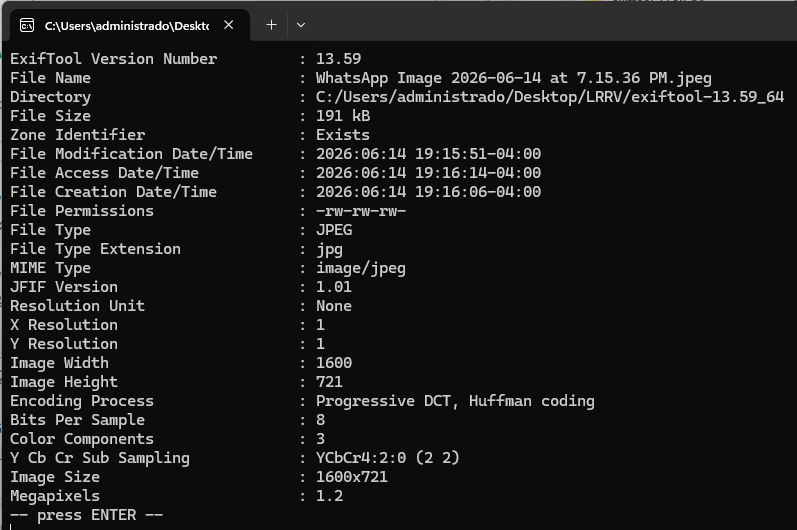 C:\Users\administrado\Deskto
ExifTool Version Number : 13.59
File Name : WhatsApp Image 2026-06-14 at 7.15.36 PM.jpeg
Directory : C:/Users/administrado/Desktop/LRRV/exiftool-13.59_64
File Size : 191 kB
Zone Identifier : Exists
File Modification Date/Time : 2026:06:14 19:15:51-04:00
File Access Date/Time : 2026:06:14 19:16:14-04:00
File Creation Date/Time : 2026:06:14 19:16:06-04:00
File Permissions : -rw-rw-rw-
File Type : JPEG
File Type Extension : jpg
MIME Type : image/jpeg
JFIF Version : 1.01
Resolution Unit : None
X Resolution : 1
Y Resolution : 1
Image Width : 1600
Image Height : 721
Encoding Process : Progressive DCT, Huffman coding
Bits Per Sample : 8
Color Components : 3
Y Cb Cr Sub Sampling : YCbCr4:2:0 (2 2)
Image Size : 1600x721
Megapixels : 1.2
-- press ENTER --